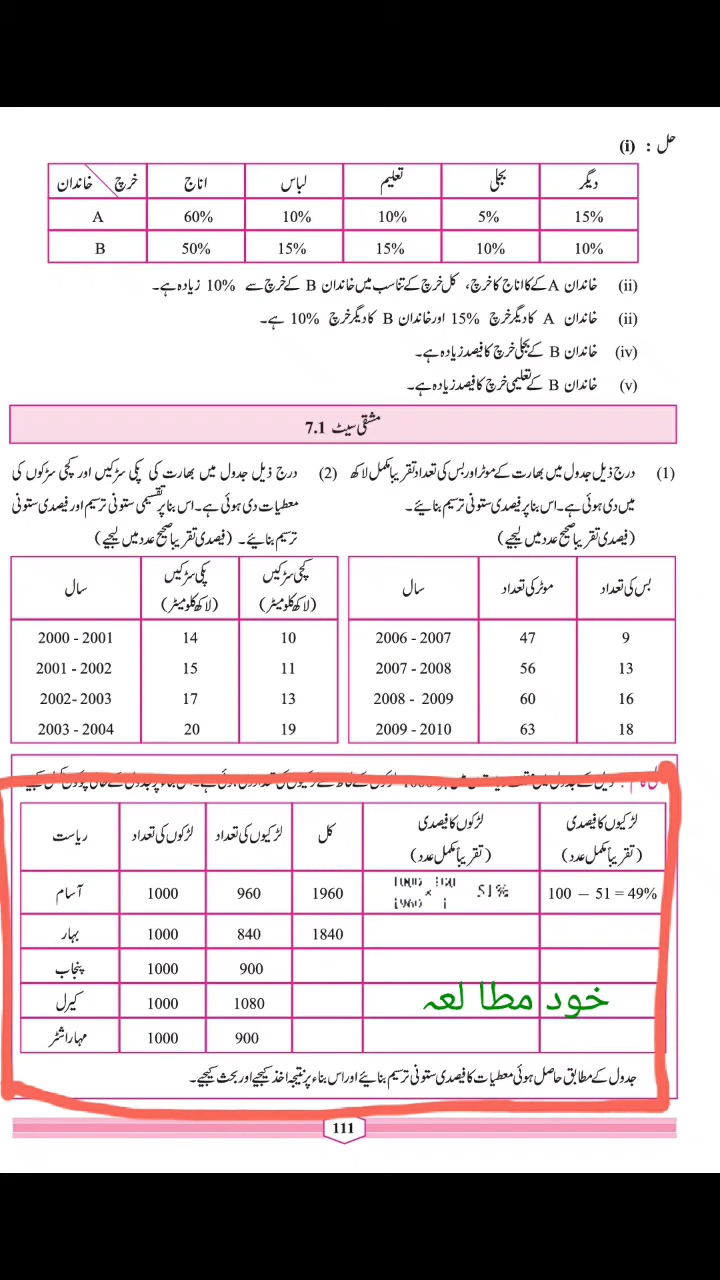 حل : (i)
خاندان خرچ | اناج | لباس | تعلیم | بجلی | دیگر
A | 60% | 10% | 10% | 5% | 15%
B | 50% | 15% | 15% | 10% | 10%
(ii) خاندان A کے کا اناج کا خرچ، کل خرچ کے تناسب میں خاندان B کے خرچ سے 10% زیادہ ہے۔
(ii) خاندان A کا دیگر خرچ 15% اور خاندان B کا دیگر خرچ 10% ہے۔
(iv) خاندان B کے بجلی خرچ کا فیصد زیادہ ہے۔
(v) خاندان B کے تعلیمی خرچ کا فیصد زیادہ ہے۔
مشقی سیٹ 7.1
(1) درج ذیل جدول میں بھارت کے موٹر اور بس کی تعداد تقریباً مکمل لاکھ
میں دی ہوئی ہے۔ اس بنا پر فیصدی ستونی ترسیم بنائیے۔
(فیصدی تقریباً صحیح عدد میں لیجیے)
سال | موٹر کی تعداد | بس کی تعداد
2006 - 2007 | 47 | 9
2007 - 2008 | 56 | 13
2008 - 2009 | 60 | 16
2009 - 2010 | 63 | 18
(2) درج ذیل جدول میں بھارت کی پکی سڑکیں اور کچی سڑکوں کی
معطیات دی ہوئی ہے۔ اس بنا پر تقسیمی ستونی ترسیم اور فیصدی ستونی
ترسیم بنائیے۔ (فیصدی تقریباً صحیح عدد میں لیجیے)
سال | پکی سڑکیں (لاکھ کلومیٹر) | کچی سڑکیں (لاکھ کلومیٹر)
2000 - 2001 | 14 | 10
2001 - 2002 | 15 | 11
2002- 2003 | 17 | 13
2003 - 2004 | 20 | 19
ریاست | لڑکوں کی تعداد | لڑکیوں کی تعداد | کل | لڑکوں کا فیصدی (تقریباً مکمل عدد) | لڑکیوں کا فیصدی (تقریباً مکمل عدد)
آسام | 1000 | 960 | 1960 | 51% | 100 – 51 = 49%
بہار | 1000 | 840 | 1840
پنجاب | 1000 | 900
کیرل | 1000 | 1080
خود مطالعہ
مہاراشٹر | 1000 | 900
جدول کے مطابق حاصل ہوئی معطیات کا فیصدی ستونی ترسیم بنائیے اور اس بناء پر نتیجہ اخذ کیجیے اور بحث کیجیے۔
111